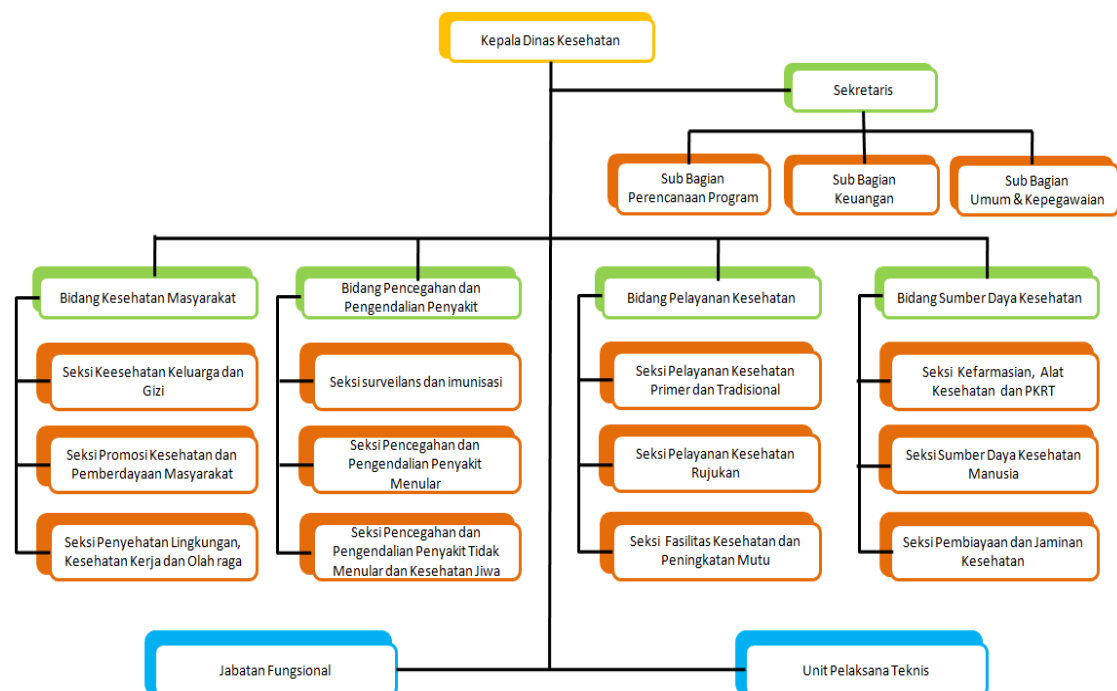 Kepala Dinas Kesehatan
Sekretaris
Sub Bagian
Perencanaan Program
Sub Bagian
Keuangan
Sub Bagian
Umum & Kepegawaian
Bidang Kesehatan Masyarakat
Bidang Pencegahan dan
Pengendalian Penyakit
Bidang Pelayanan Kesehatan
Bidang Sumber Daya Kesehatan
Seksi Keesehatan Keluarga dan
Gizi
Seksi surveilans dan imunisasi
Seksi Pelayanan Kesehatan
Primer dan Tradisional
Seksi Kefarmasian, Alat
Kesehatan dan PKRT
Seksi Promosi Kesehatan dan
Pemberdayaan Masyarakat
Seksi Pencegahan dan
Pengendalian Penyakit
Menular
Seksi Pelayanan Kesehatan
Rujukan
Seksi Sumber Daya Kesehatan
Manusia
Seksi Penyehatan Lingkungan,
Kesehatan Kerja dan Olah raga
Seksi Pencegahan dan
Pengendalian Penyakit Tidak
Menular dan Kesehatan Jiwa
Seksi Fasilitas Kesehatan dan
Peningkatan Mutu
Seksi Pembiayaan dan Jaminan
Kesehatan
Jabatan Fungsional
Unit Pelaksana Teknis